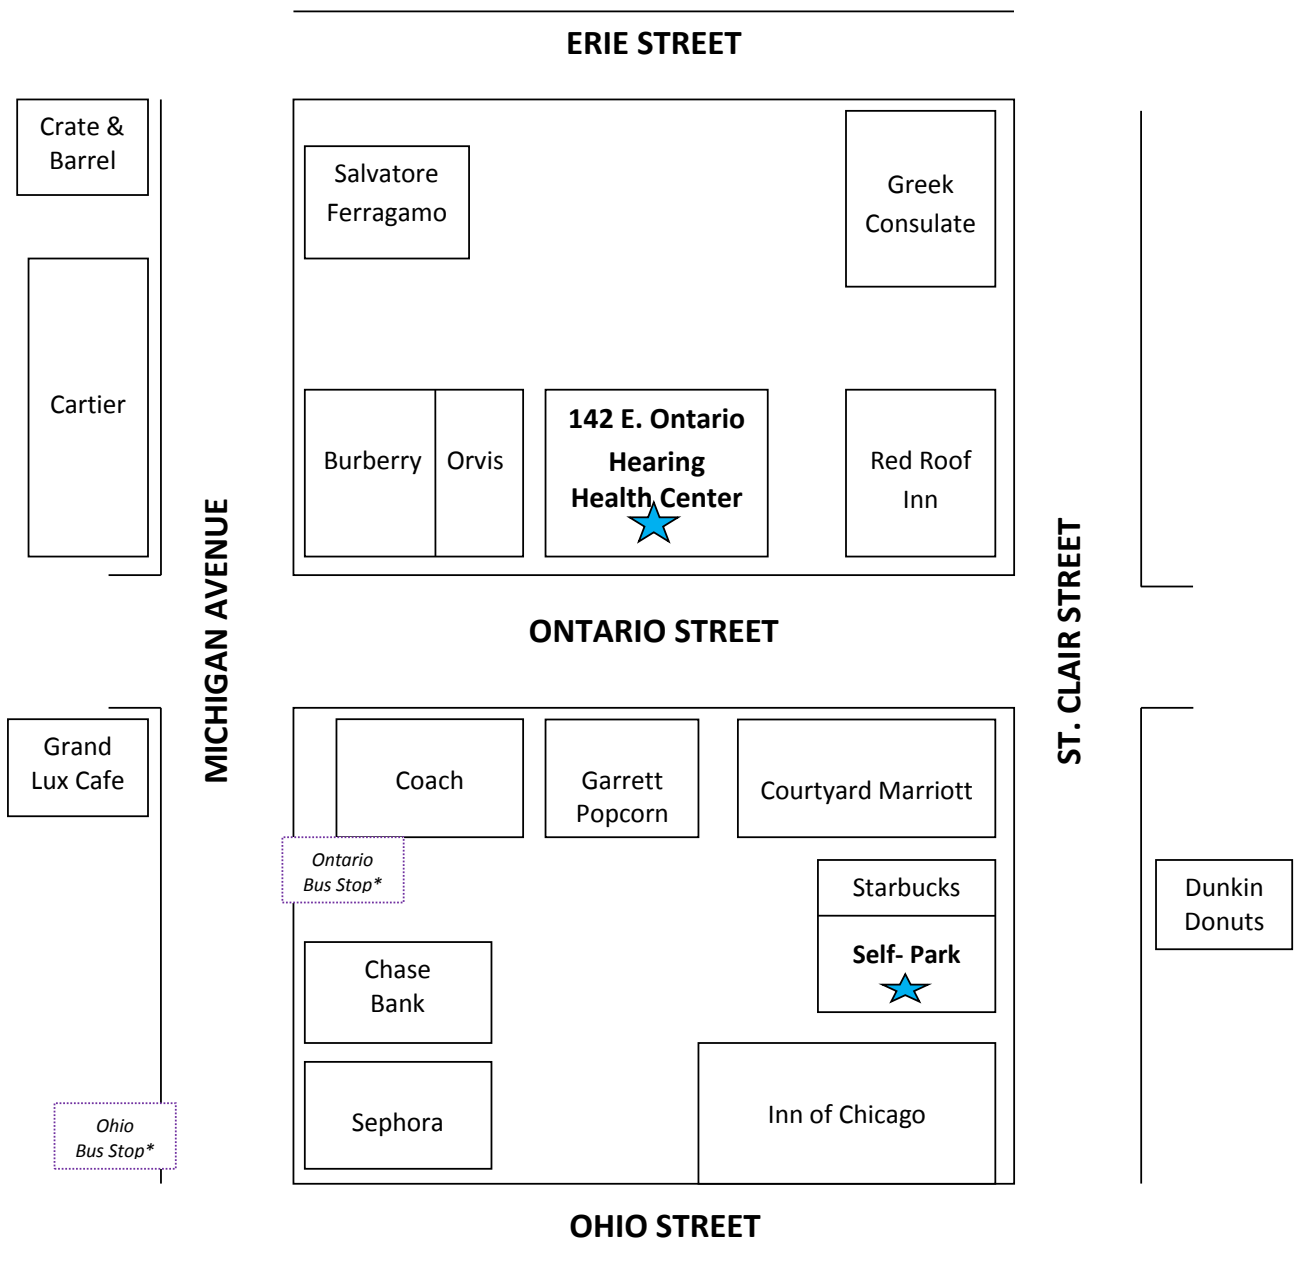 ERIE STREET
Crate &
Barrel
Salvatore
Ferragamo
Greek
Consulate
Cartier
Burberry
Orvis
142 E. Ontario
Hearing
Health Center
Red Roof
Inn
MICHIGAN AVENUE
ONTARIO STREET
ST. CLAIR STREET
Grand
Lux Cafe
Coach
Garrett
Popcorn
Courtyard Marriott
Ontario
Bus Stop*
Starbucks
Self- Park
Dunkin
Donuts
Chase
Bank
Sephora
Inn of Chicago
Ohio
Bus Stop*
OHIO STREET